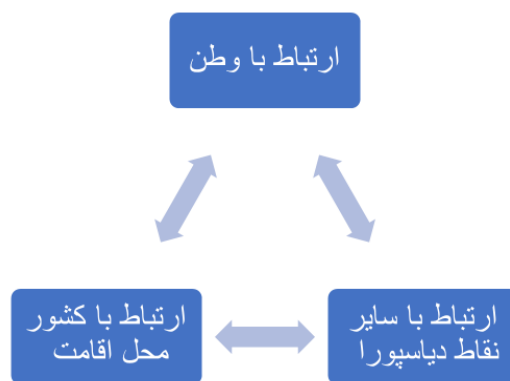 ارتباط با وطن
ارتباط با سایر
نقاط دیاسپورا
ارتباط با کشور
محل اقامت